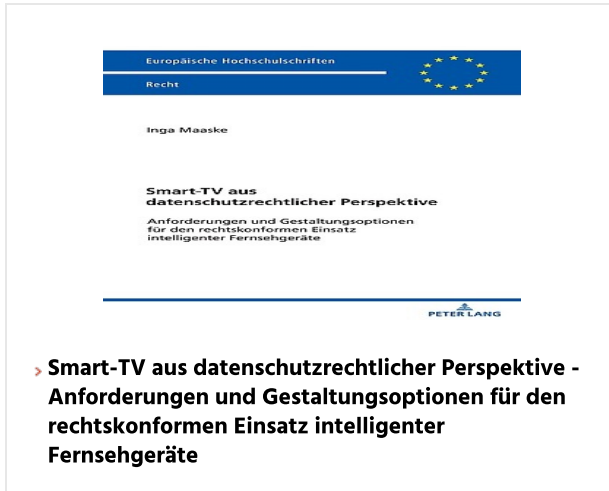 Europäische Hochschulschriften
Recht
Inga Maaske
Smart-TV aus
datenschutzrechtlicher Perspektive
Anforderungen und Gestaltungsoptionen
für den rechtskonformen Einsatz
intelligenter Fernsehgeräte
PETER LANG
Smart-TV aus datenschutzrechtlicher Perspektive -
Anforderungen und Gestaltungsoptionen für den
rechtskonformen Einsatz intelligenter
Fernsehgeräte